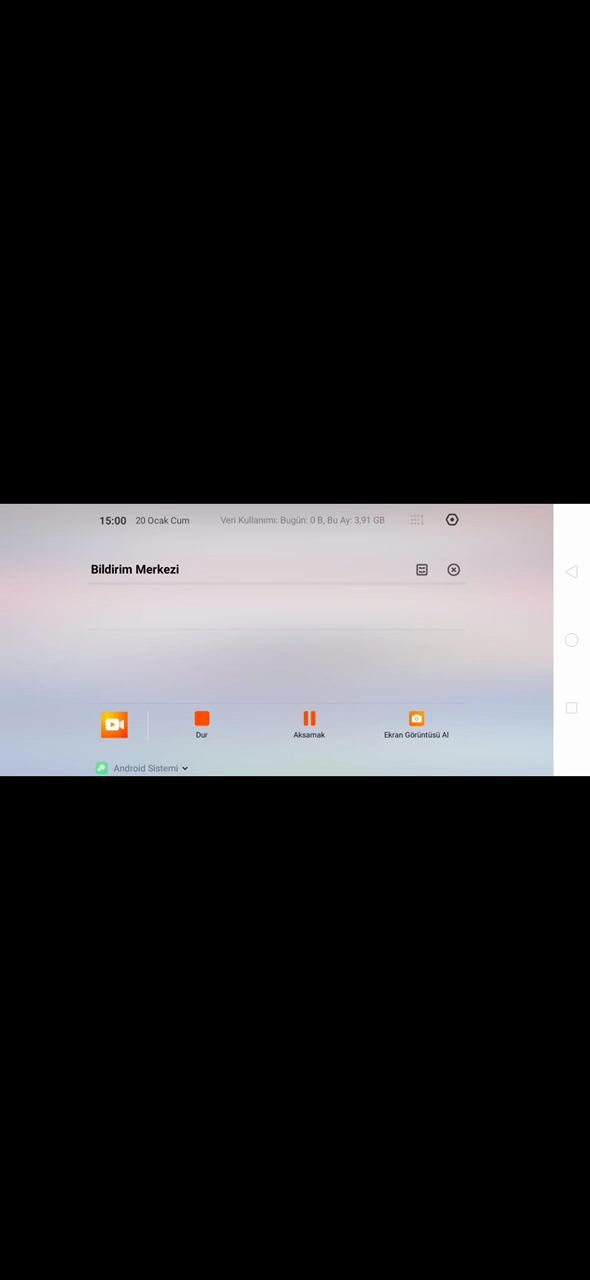 15:00 20 Ocak Cum Veri Kullanımı: Bugün: 0 B, Bu Ay: 3,91 GB
Bildirim Merkezi
Dur Aksamak Ekran Görüntüsü Al
Android Sistemi